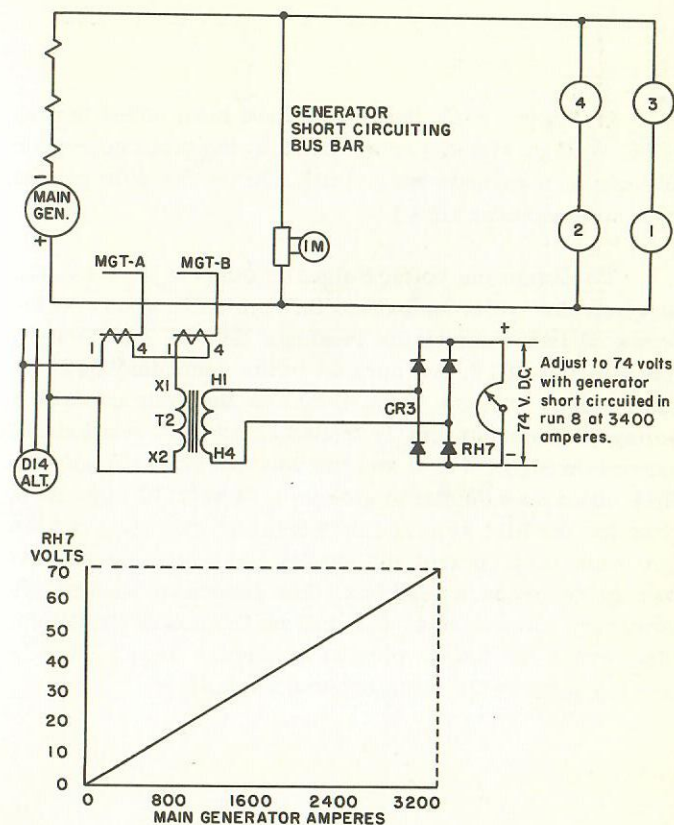 GENERATOR
SHORT CIRCUITING
BUS BAR
4
3
-
MAIN
GEN.
+
1M
2
1
MGT-A
MGT-B
1
4
1
4
X1
H1
T2
X2
H4
CR3
RH7
+
74 V. D.C.
-
Adjust to 74 volts
with generator
short circuited in
run 8 at 3400
amperes.
D14
ALT.
RH7
VOLTS
70
60
50
40
30
20
10
0
0 800 1600 2400 3200
MAIN GENERATOR AMPERES